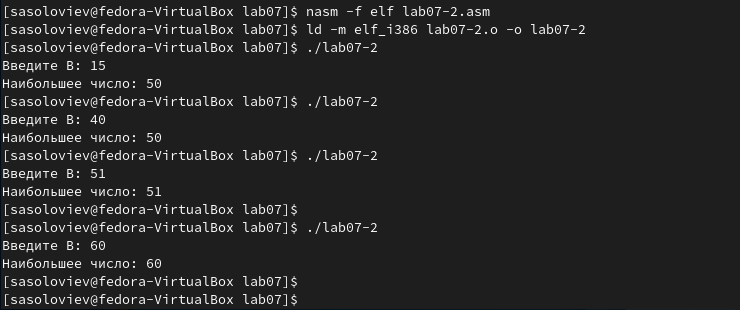 [sasoloviev@fedora-VirtualBox lab07]$ nasm -f elf lab07-2.asm
[sasoloviev@fedora-VirtualBox lab07]$ ld -m elf_i386 lab07-2.o -o lab07-2
[sasoloviev@fedora-VirtualBox lab07]$ ./lab07-2
Введите B: 15
Наибольшее число: 50
[sasoloviev@fedora-VirtualBox lab07]$ ./lab07-2
Введите B: 40
Наибольшее число: 50
[sasoloviev@fedora-VirtualBox lab07]$ ./lab07-2
Введите B: 51
Наибольшее число: 51
[sasoloviev@fedora-VirtualBox lab07]$
[sasoloviev@fedora-VirtualBox lab07]$ ./lab07-2
Введите B: 60
Наибольшее число: 60
[sasoloviev@fedora-VirtualBox lab07]$
[sasoloviev@fedora-VirtualBox lab07]$